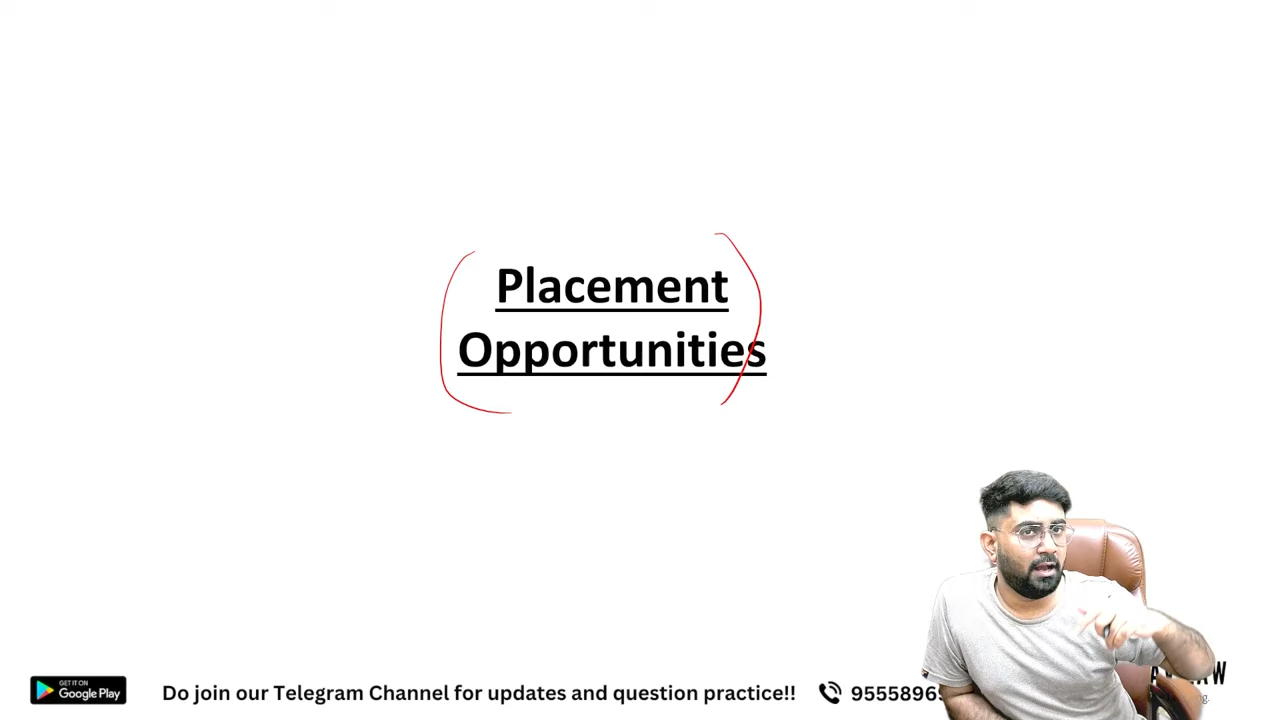 Placement
Opportunities
GET IT ON
Google Play
Do join our Telegram Channel for updates and question practice!!